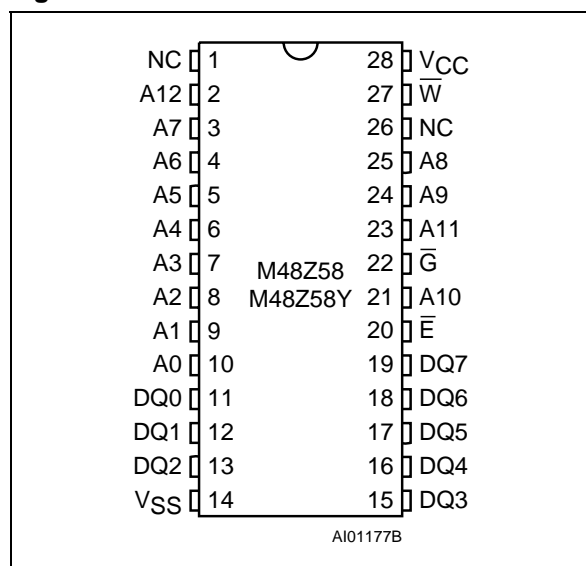 NC 1 28 VCC
A12 2 27 W̅
A7 3 26 NC
A6 4 25 A8
A5 5 24 A9
A4 6 23 A11
A3 7 22 G̅
A2 8 21 A10
A1 9 20 E̅
A0 10 19 DQ7
DQ0 11 18 DQ6
DQ1 12 17 DQ5
DQ2 13 16 DQ4
VSS 14 15 DQ3
M48Z58
M48Z58Y
AI01177B